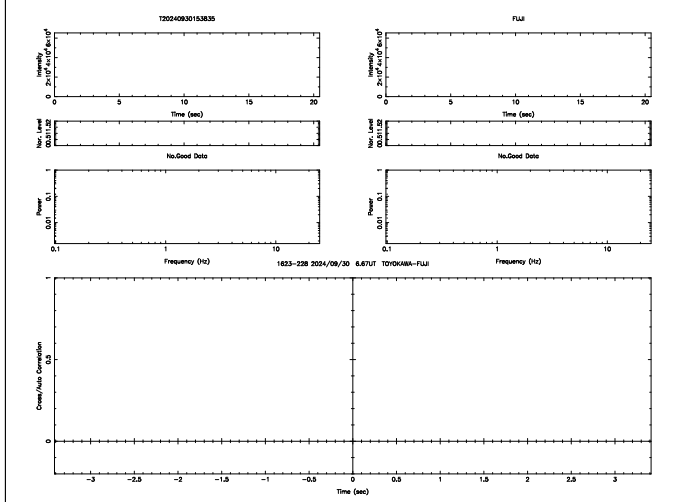 T20240930153635 FUJI
Intensity
0 2×10⁴ 4×10⁴ 6×10⁴
0 5 10 15 20
Time (sec)
Intensity
0 2×10⁴ 4×10⁴ 6×10⁴
0 5 10 15 20
Time (sec)
Nor. Level
00.511.52
Nor. Level
00.511.52
No.Good Data
No.Good Data
Power
0.01 0.1 1
0.1 1 10
Frequency (Hz)
Power
0.01 0.1 1
0.1 1 10
Frequency (Hz)
1623-228 2024/09/30 6.67UT TOYOKAWA-FUJI
Cross/Auto Correlation
0 0.5 1
-3 -2.5 -2 -1.5 -1 -0.5 0 0.5 1 1.5 2 2.5 3
Time (sec)